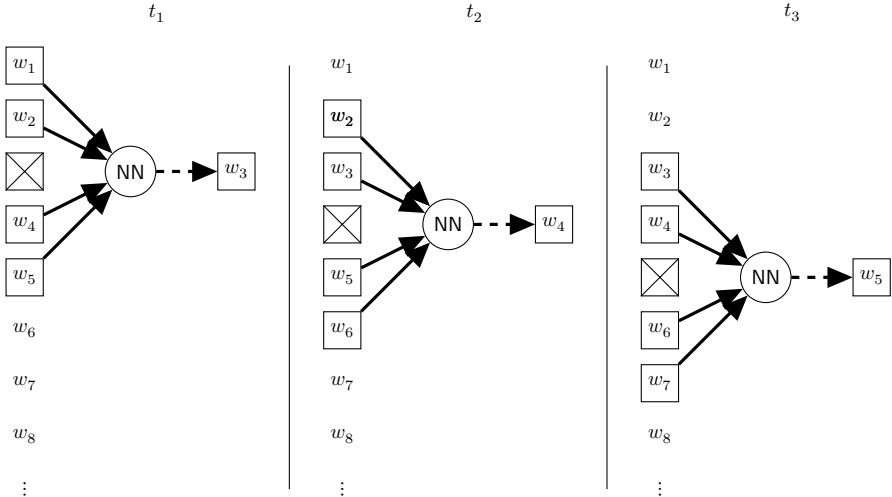 t₁ t₂ t₃
w₁ w₁ w₁
w₂ w₂ w₂
NN w₃ w₃ w₃
w₄ NN w₄ w₄
w₅ w₅ NN w₅
w₆ w₆ w₆
w₇ w₇ w₇
w₈ w₈ w₈
⋮ ⋮ ⋮